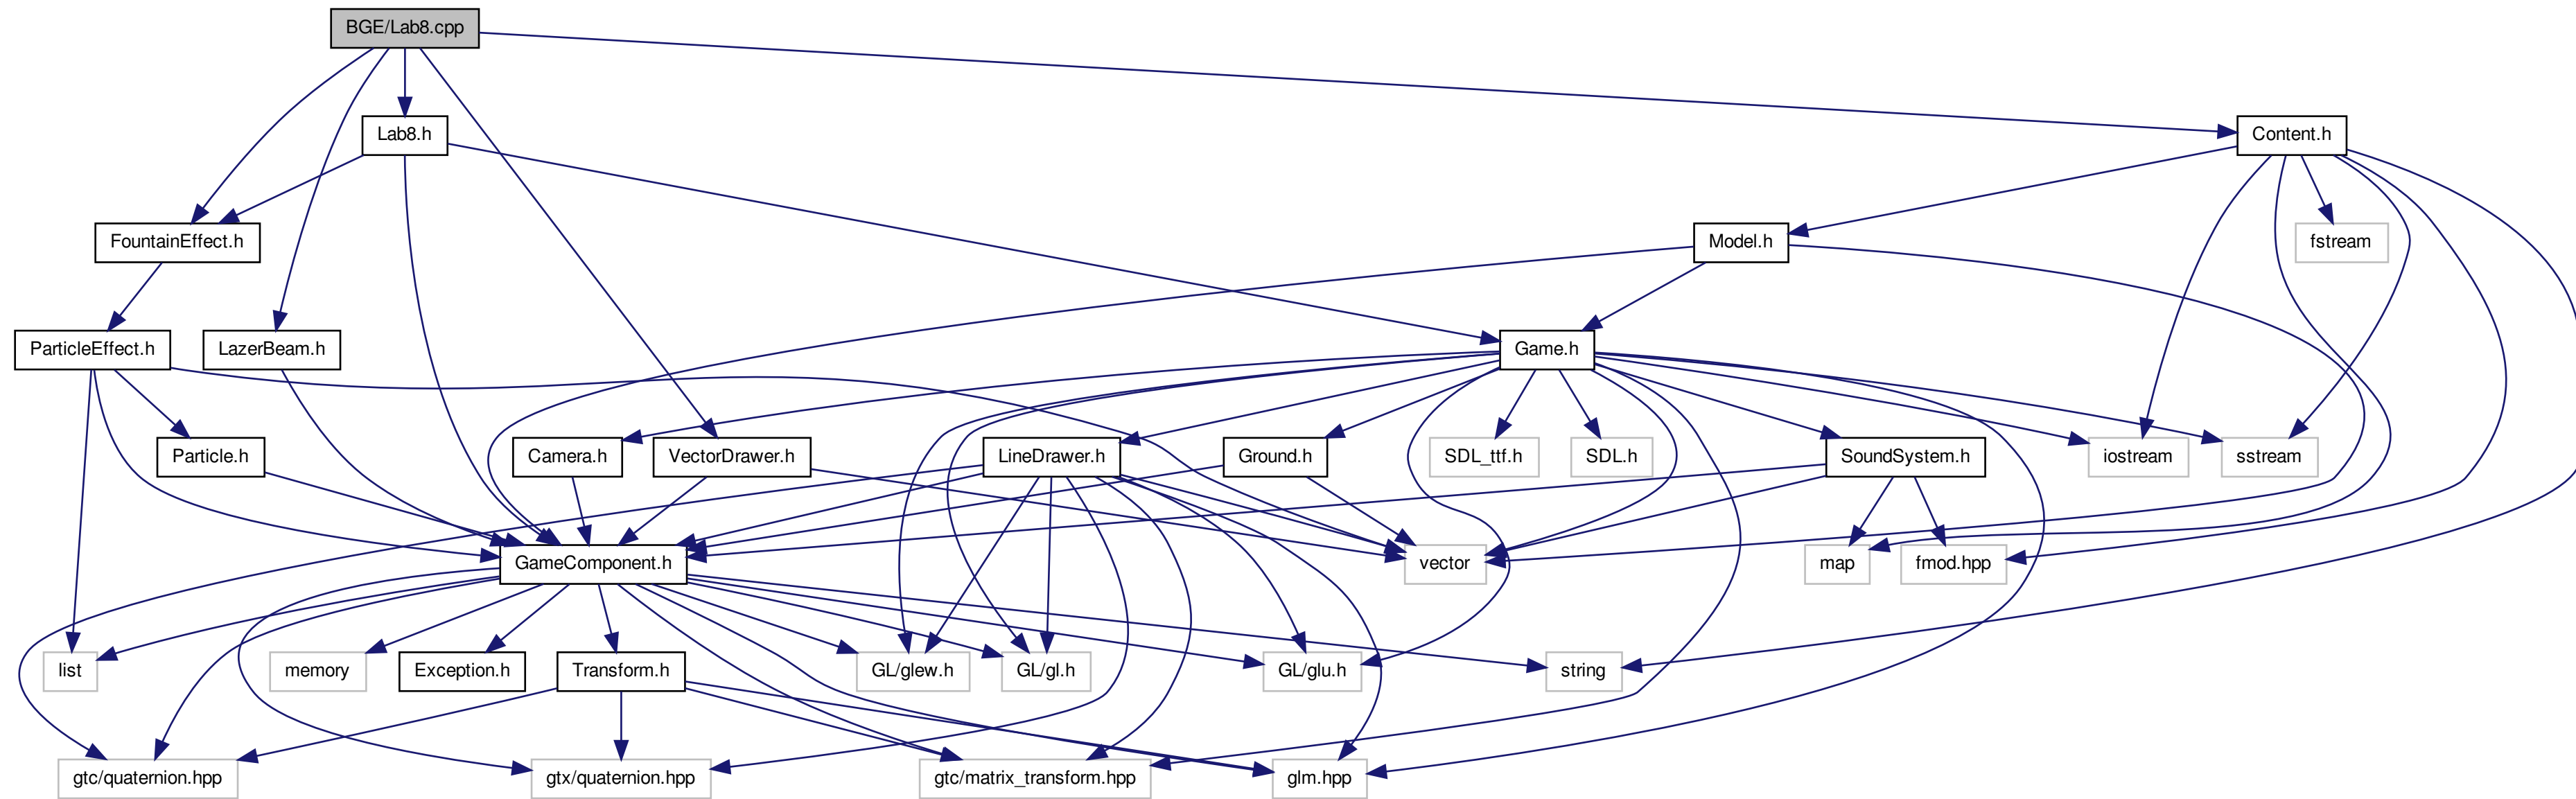 BGE/Lab8.cpp
Lab8.h
Content.h
FountainEffect.h
Model.h
fstream
ParticleEffect.h
LazerBeam.h
Game.h
Particle.h
Camera.h
VectorDrawer.h
LineDrawer.h
Ground.h
SDL_ttf.h
SDL.h
SoundSystem.h
iostream
sstream
GameComponent.h
vector
map
fmod.hpp
list
memory
Exception.h
Transform.h
GL/glew.h
GL/gl.h
GL/glu.h
string
gtc/quaternion.hpp
gtx/quaternion.hpp
gtc/matrix_transform.hpp
glm.hpp